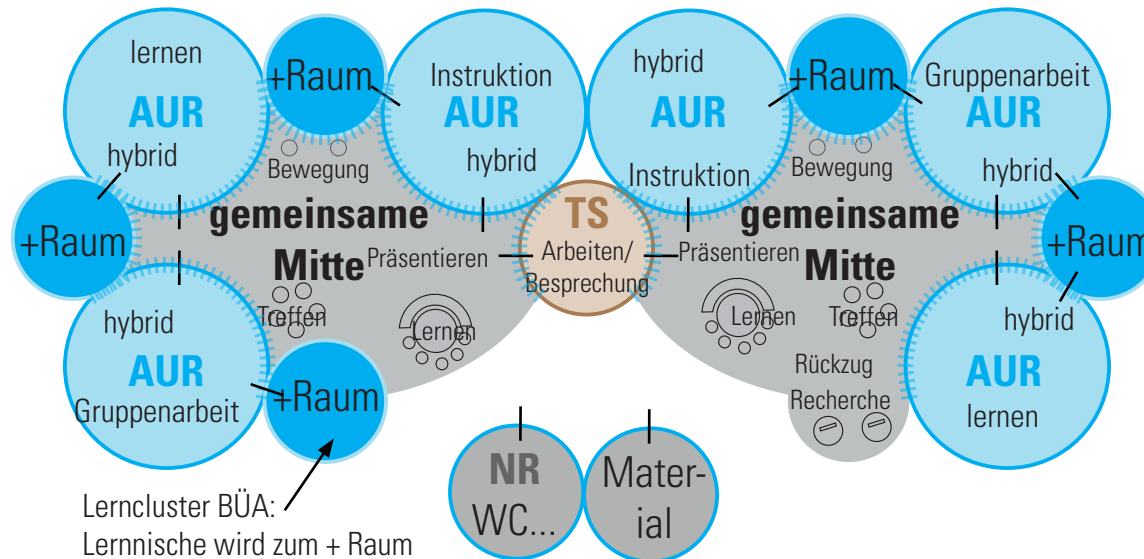 lernen
AUR
hybrid
+Raum
Instruktion
AUR
hybrid
hybrid
AUR
Instruktion
+Raum
Gruppenarbeit
AUR
hybrid
+Raum
Bewegung
gemeinsame
Mitte
Präsentieren
Treffen
Lernen
TS
Arbeiten/
Besprechung
Bewegung
gemeinsame
Mitte
Präsentieren
Lernen
Treffen
Rückzug
Recherche
+Raum
hybrid
AUR
Gruppenarbeit
+Raum
hybrid
AUR
lernen
NR
WC...
Mater-
ial
Lerncluster BÜA:
Lernnische wird zum + Raum